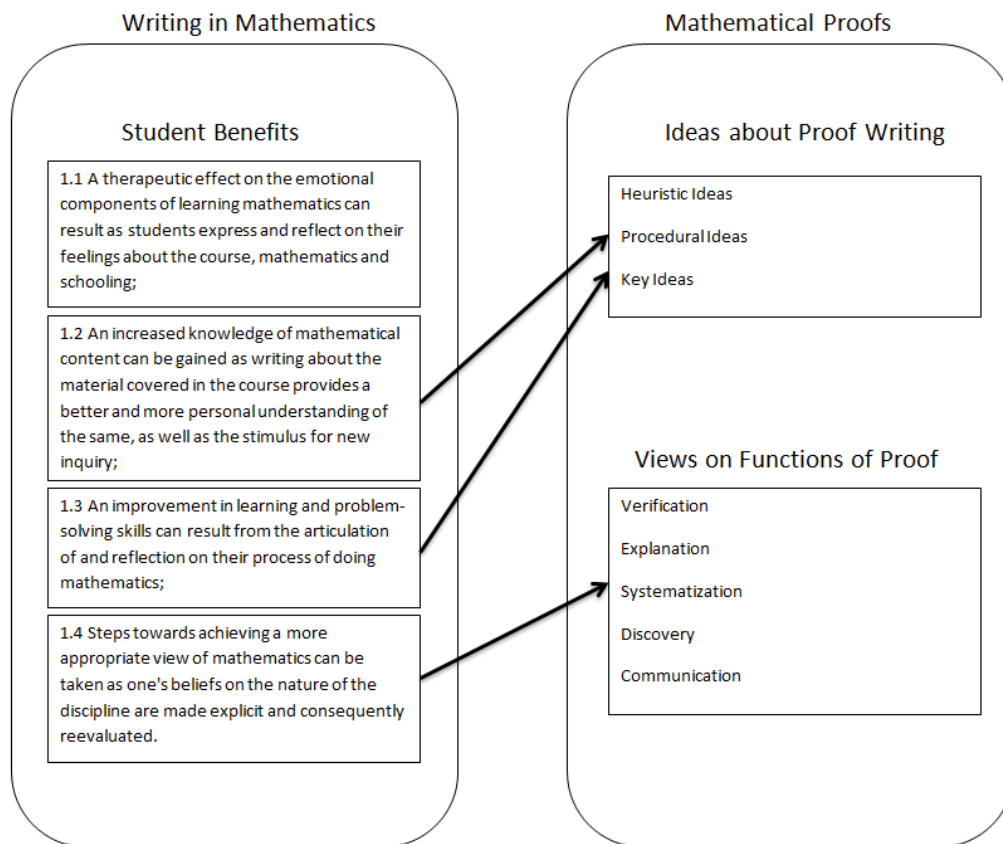 Writing in Mathematics
Mathematical Proofs
Student Benefits
1.1 A therapeutic effect on the emotional
components of learning mathematics can
result as students express and reflect on their
feelings about the course, mathematics and
schooling;
1.2 An increased knowledge of mathematical
content can be gained as writing about the
material covered in the course provides a
better and more personal understanding of
the same, as well as the stimulus for new
inquiry;
1.3 An improvement in learning and problem-
solving skills can result from the articulation
of and reflection on their process of doing
mathematics;
1.4 Steps towards achieving a more
appropriate view of mathematics can be
taken as one's beliefs on the nature of the
discipline are made explicit and consequently
reevaluated.
Ideas about Proof Writing
Heuristic Ideas
Procedural Ideas
Key Ideas
Views on Functions of Proof
Verification
Explanation
Systematization
Discovery
Communication